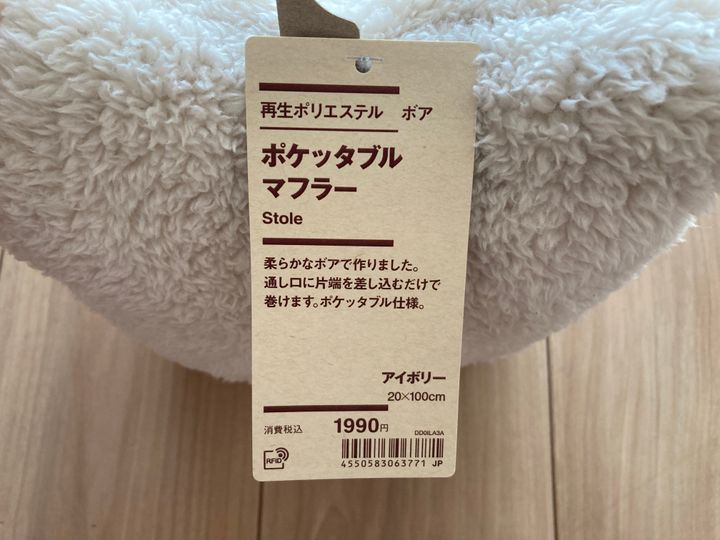 再生ポリエステル ボア
ポケッタブル
マフラー
Stole
柔らかなボアで作りました。
通し口に片端を差し込むだけで
巻けます。ポケッタブル仕様。
アイボリー
20×100cm
消費税込 1990円
DD0ILA3A
RFID
4550583063771 JP